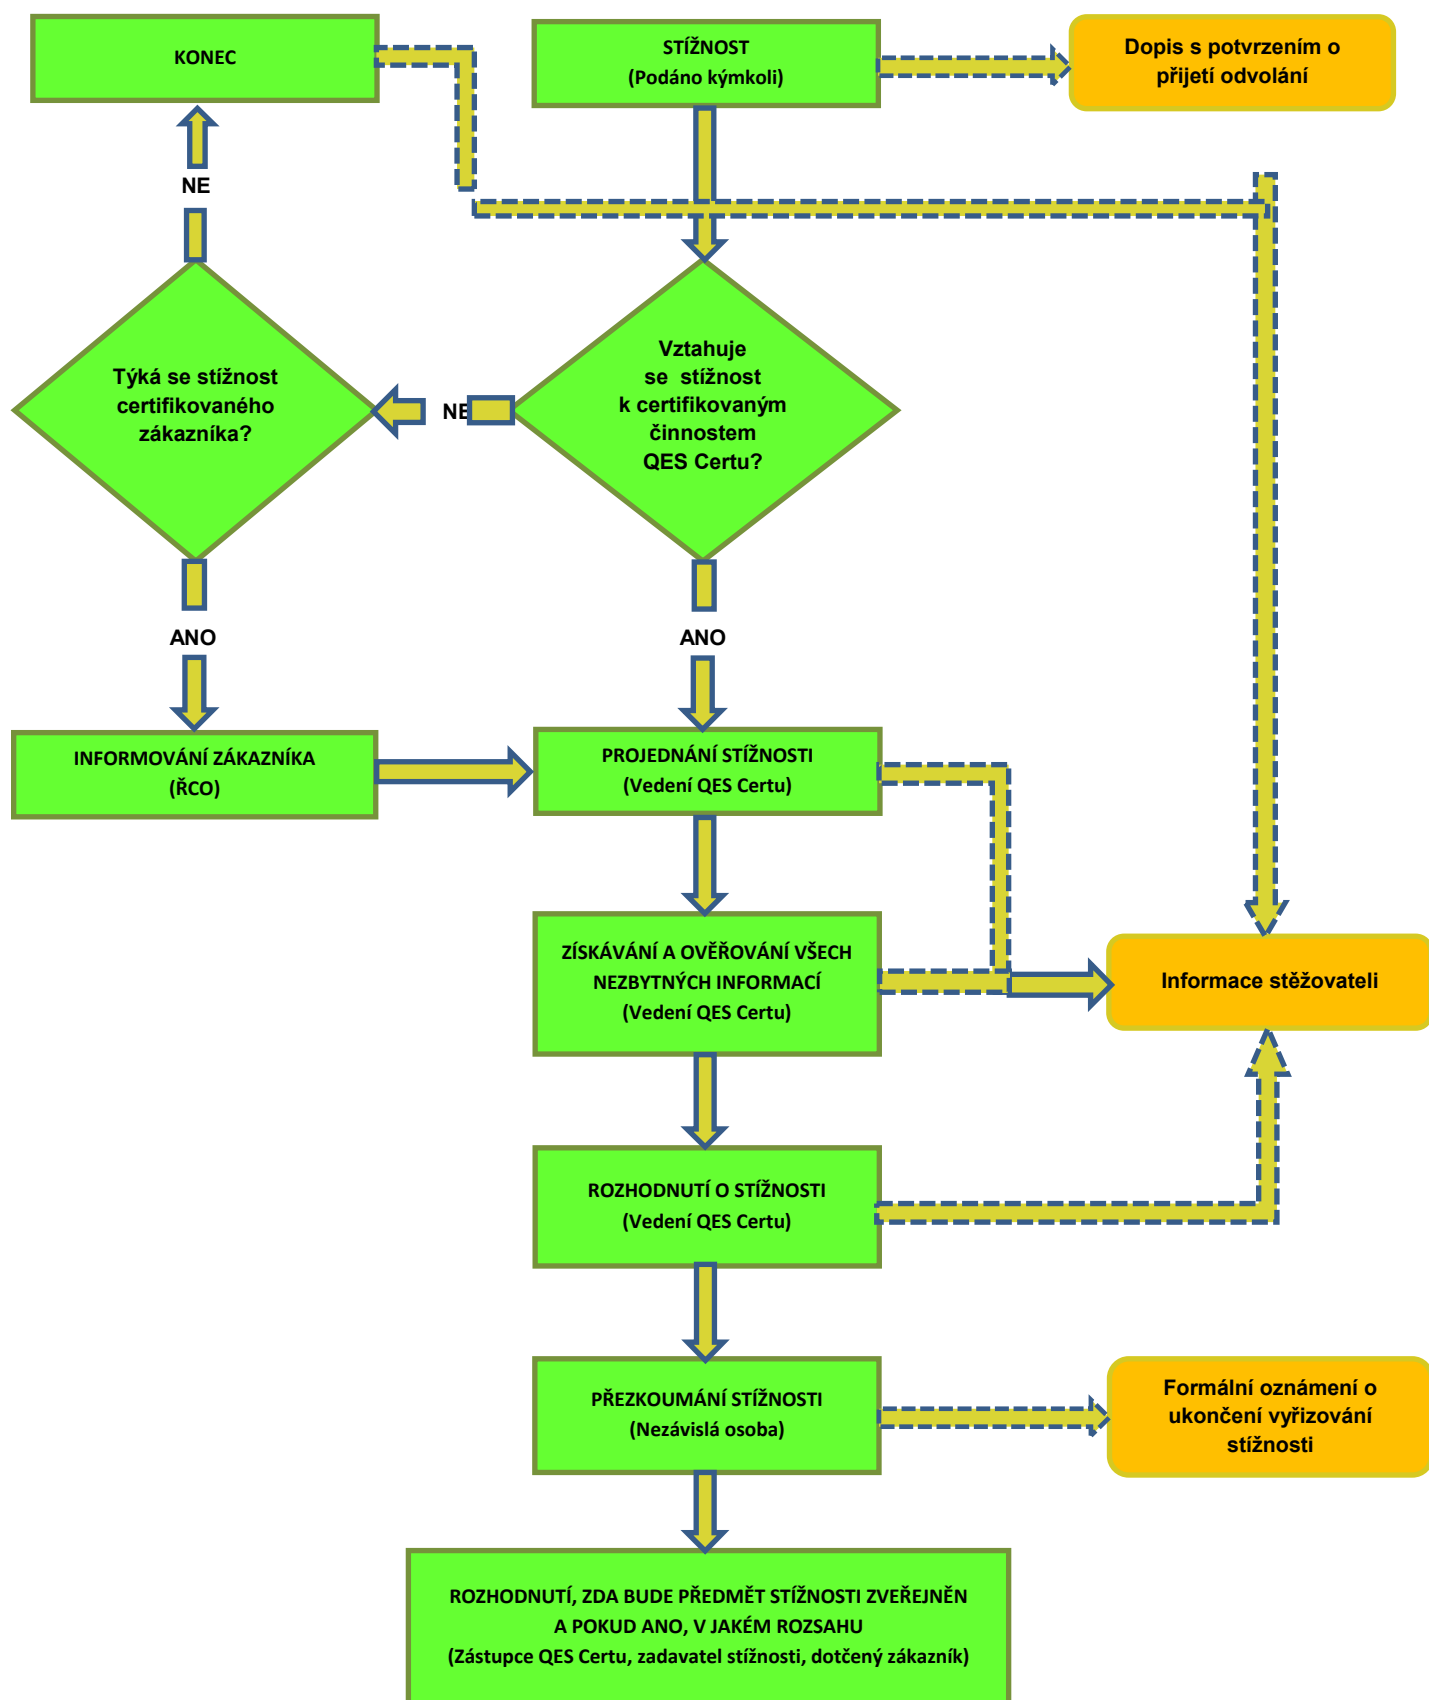 KONEC
STÍŽNOST
(Podáno kýmkoli)
Dopis s potvrzením o
přijetí odvolání
NE
Týká se stížnost
certifikovaného
zákazníka?
NE
Vztahuje
se stížnost
k certifikovaným
činnostem
QES Certu?
ANO
ANO
INFORMOVÁNÍ ZÁKAZNÍKA
(ŘCO)
PROJEDNÁNÍ STÍŽNOSTI
(Vedení QES Certu)
ZÍSKÁVÁNÍ A OVĚŘOVÁNÍ VŠECH
NEZBYTNÝCH INFORMACÍ
(Vedení QES Certu)
Informace stěžovateli
ROZHODNUTÍ O STÍŽNOSTI
(Vedení QES Certu)
PŘEZKOUMÁNÍ STÍŽNOSTI
(Nezávislá osoba)
Formální oznámení o
ukončení vyřizování
stížnosti
ROZHODNUTÍ, ZDA BUDE PŘEDMĚT STÍŽNOSTI ZVEŘEJNĚN
A POKUD ANO, V JAKÉM ROZSAHU
(Zástupce QES Certu, zadavatel stížnosti, dotčený zákazník)